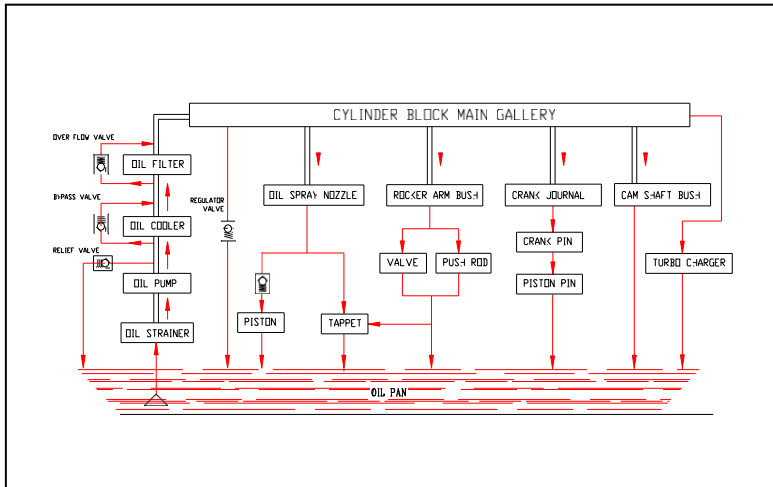 CYLINDER BLOCK MAIN GALLERY
OVER FLOW VALVE
OIL FILTER
BYPASS VALVE
OIL COOLER
RELIEF VALVE
OIL PUMP
OIL STRAINER
REGULATOR
VALVE
OIL SPRAY NOZZLE
ROCKER ARM BUSH
CRANK JOURNAL
CAM SHAFT BUSH
CRANK PIN
VALVE
PUSH ROD
TURBO CHARGER
PISTON PIN
PISTON
TAPPET
OIL PAN